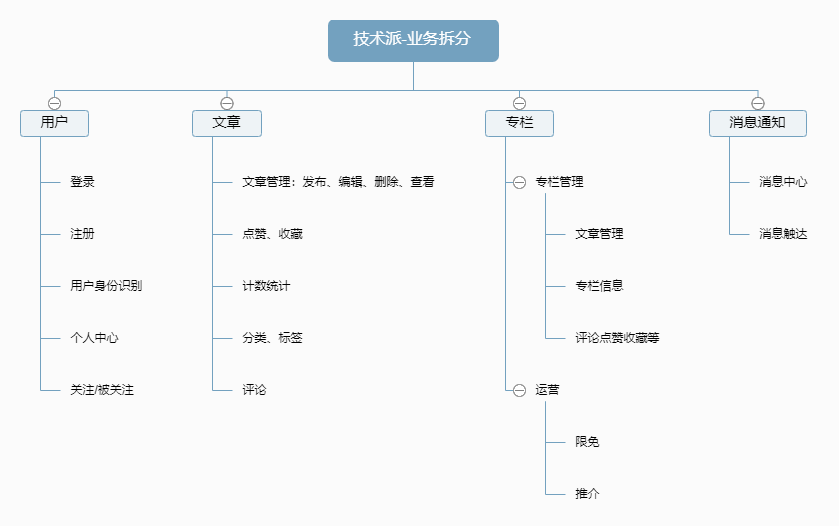 技术派-业务拆分
用户
登录
注册
用户身份识别
个人中心
关注/被关注
文章
文章管理：发布、编辑、删除、查看
点赞、收藏
计数统计
分类、标签
评论
专栏
专栏管理
文章管理
专栏信息
评论点赞收藏等
运营
限免
推介
消息通知
消息中心
消息触达